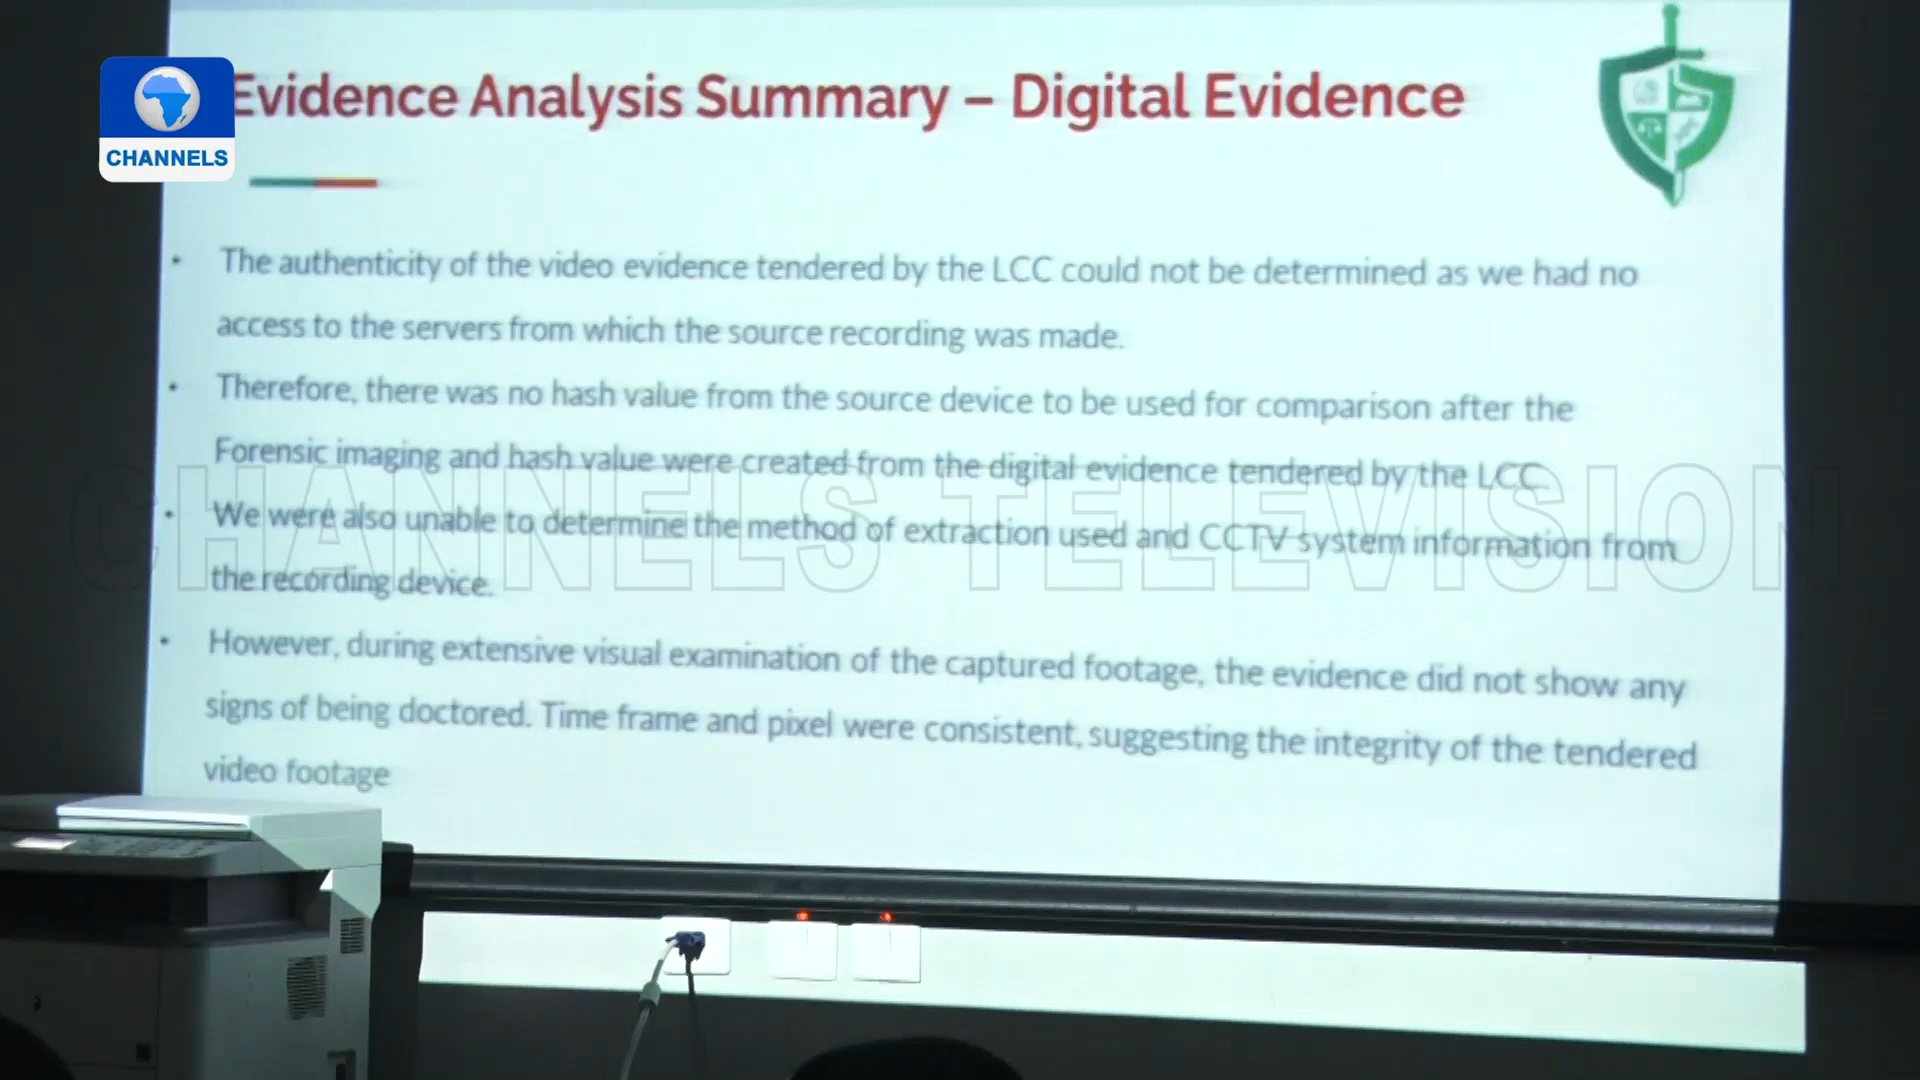 CHANNELS
Evidence Analysis Summary – Digital Evidence
• The authenticity of the video evidence tendered by the LCC could not be determined as we had no
access to the servers from which the source recording was made.
• Therefore, there was no hash value from the source device to be used for comparison after the
Forensic imaging and hash value were created from the digital evidence tendered by the LCC.
• We were also unable to determine the method of extraction used and CCTV system information from
the recording device.
• However, during extensive visual examination of the captured footage, the evidence did not show any
signs of being doctored. Time frame and pixel were consistent, suggesting the integrity of the tendered
video footage
CHANNELS TELEVISION